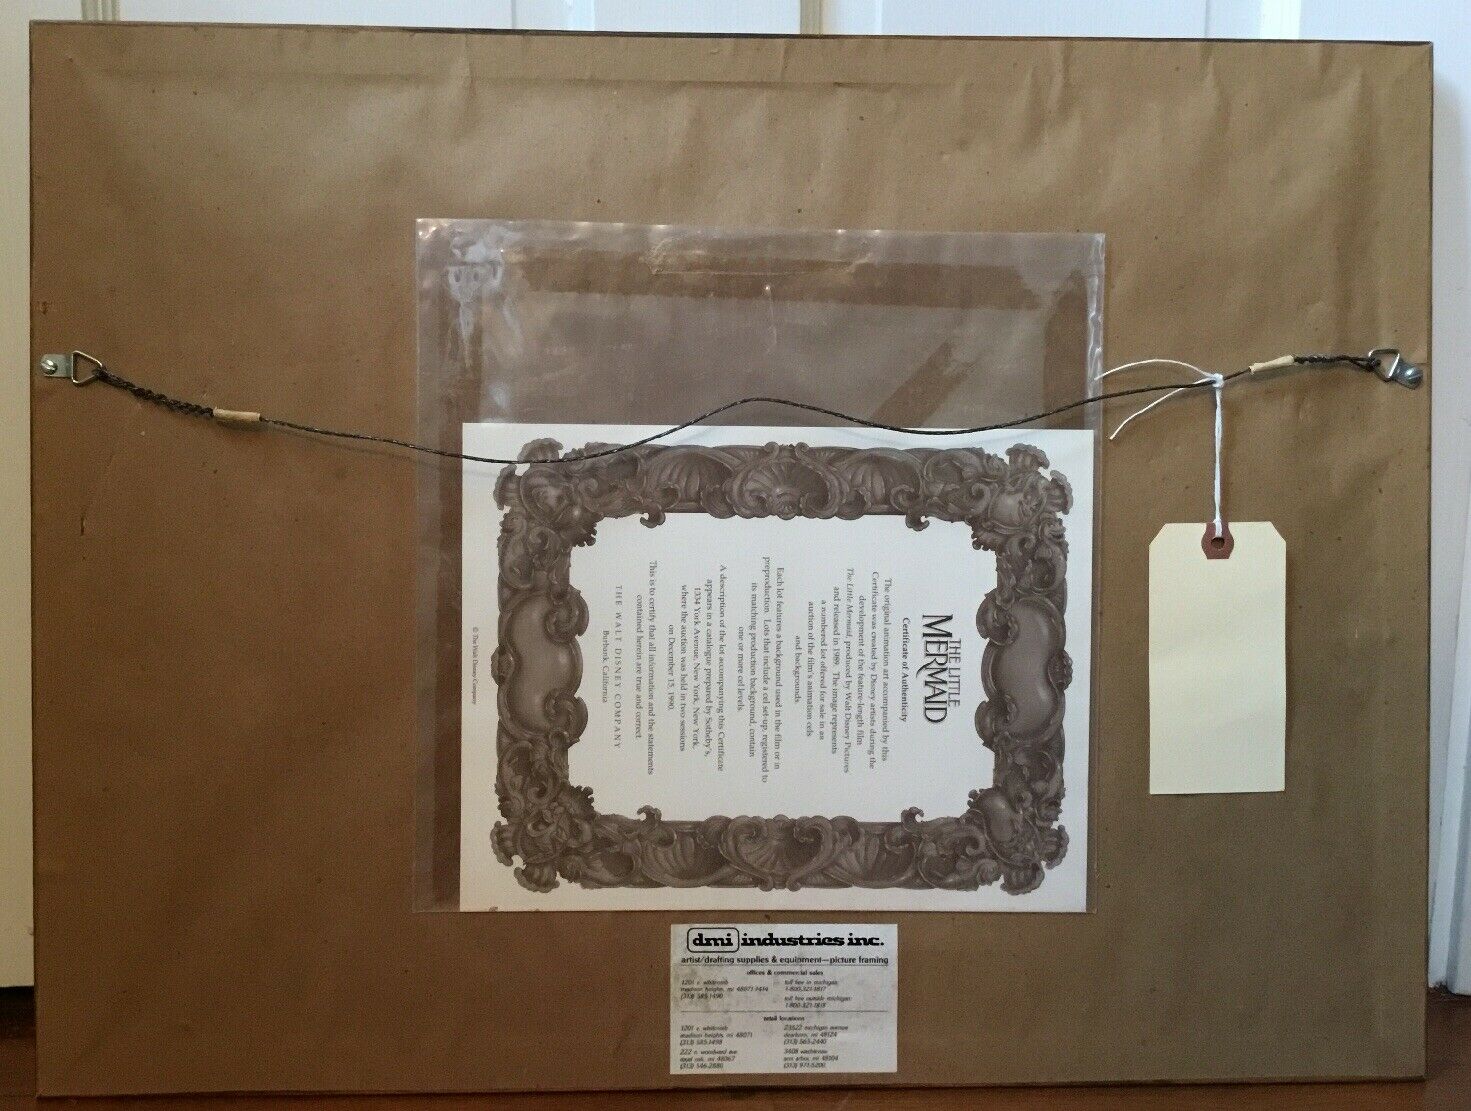 THE LITTLE
MERMAID
Certificate of Authenticity
The original animation art accompanied by this
Certificate was created by Disney artists during the
development of the feature-length film
The Little Mermaid, produced by Walt Disney Pictures
and released in 1989. The image represents
a numbered lot offered for sale in an
auction of the film's animation cels
and backgrounds.
Each lot features a background used in the film or in
preproduction. Lots that include a cel set-up, registered to
its matching production background, contain
one or more cel levels.
A description of the lot accompanying this Certificate
appears in a catalogue prepared by Sotheby's,
1334 York Avenue, New York, New York,
where the auction was held in two sessions
on December 15, 1990.
This is to certify that all information and the statements
contained herein are true and correct.
THE WALT DISNEY COMPANY
Burbank, California
© The Walt Disney Company
dmi industries inc.
artist/drafting supplies & equipment—picture framing
offices & commercial sales
1201 e. whitcomb
madison heights, mi 48071-1414
(313) 585-1490
toll free in michigan:
1-800-321-1817
toll free outside michigan:
1-800-321-1818
retail locations
1201 e. whitcomb
madison heights, mi 48071
(313) 585-1498
222 n. woodward ave
royal oak, mi 48067
(313) 546-2880
23522 michigan avenue
dearborn, mi 48124
(313) 565-2440
3408 washtenaw
ann arbor, mi 48104
(313) 971-5200